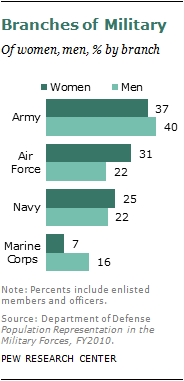 Branches of Military
Of women, men, % by branch
Women Men
Army 37
40
Air Force 31
22
Navy 25
22
Marine Corps 7
16
Note: Percents include enlisted
members and officers.
Source: Department of Defense
Population Representation in the
Military Forces, FY2010.
PEW RESEARCH CENTER